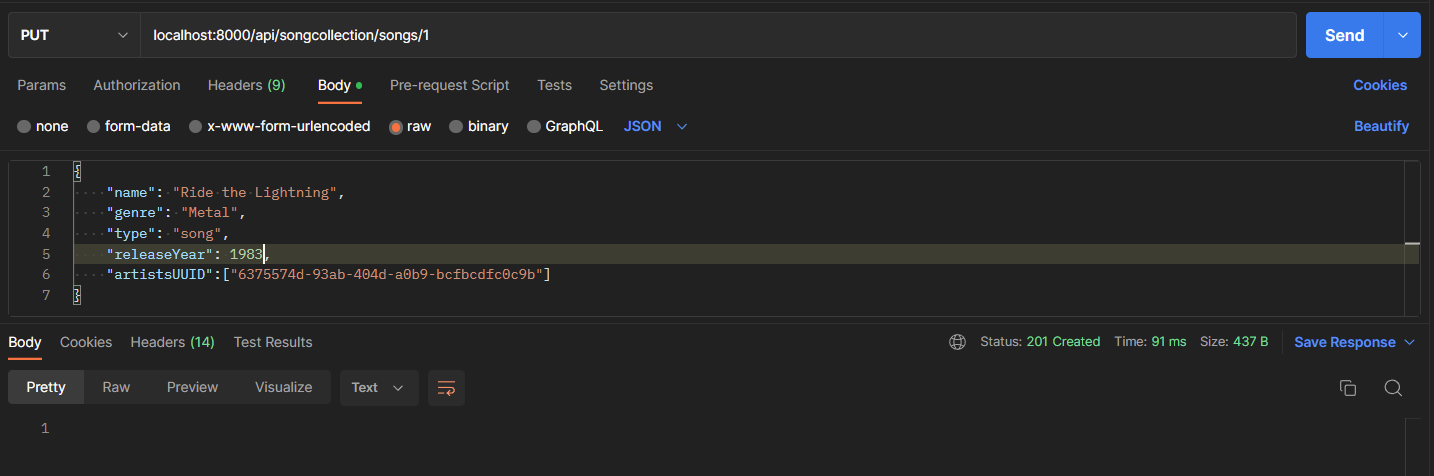 PUT localhost:8000/api/songcollection/songs/1 Send
Params Authorization Headers (9) Body Pre-request Script Tests Settings Cookies
none form-data x-www-form-urlencoded raw binary GraphQL JSON Beautify
1 {
2 "name": "Ride the Lightning",
3 "genre": "Metal",
4 "type": "song",
5 "releaseYear": 1983,
6 "artistsUUID":["6375574d-93ab-404d-a0b9-bcfbcdfc0c9b"]
7 }
Body Cookies Headers (14) Test Results Status: 201 Created Time: 91 ms Size: 437 B Save Response
Pretty Raw Preview Visualize Text
1